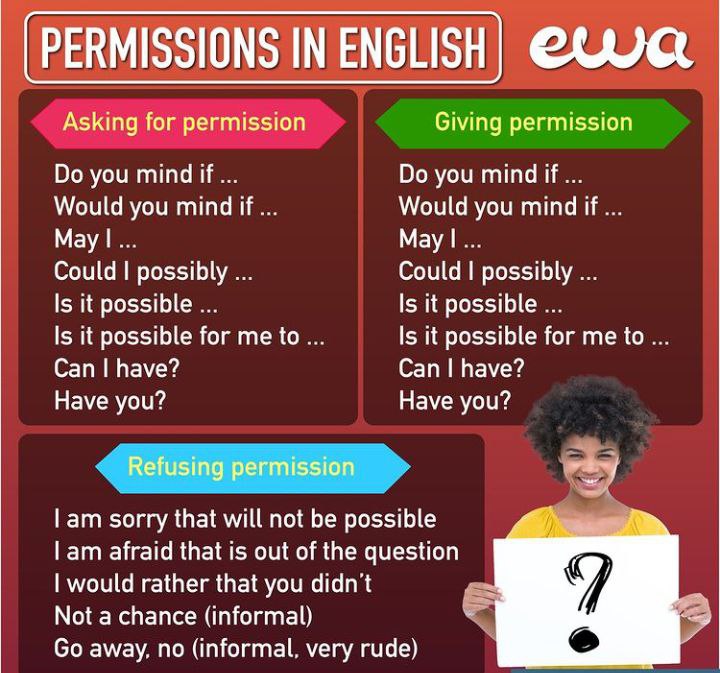 PERMISSIONS IN ENGLISH
ewa
Asking for permission
Do you mind if ...
Would you mind if ...
May I ...
Could I possibly ...
Is it possible ...
Is it possible for me to ...
Can I have?
Have you?
Giving permission
Do you mind if ...
Would you mind if ...
May I ...
Could I possibly ...
Is it possible ...
Is it possible for me to ...
Can I have?
Have you?
Refusing permission
I am sorry that will not be possible
I am afraid that is out of the question
I would rather that you didn't
Not a chance (informal)
Go away, no (informal, very rude)
?